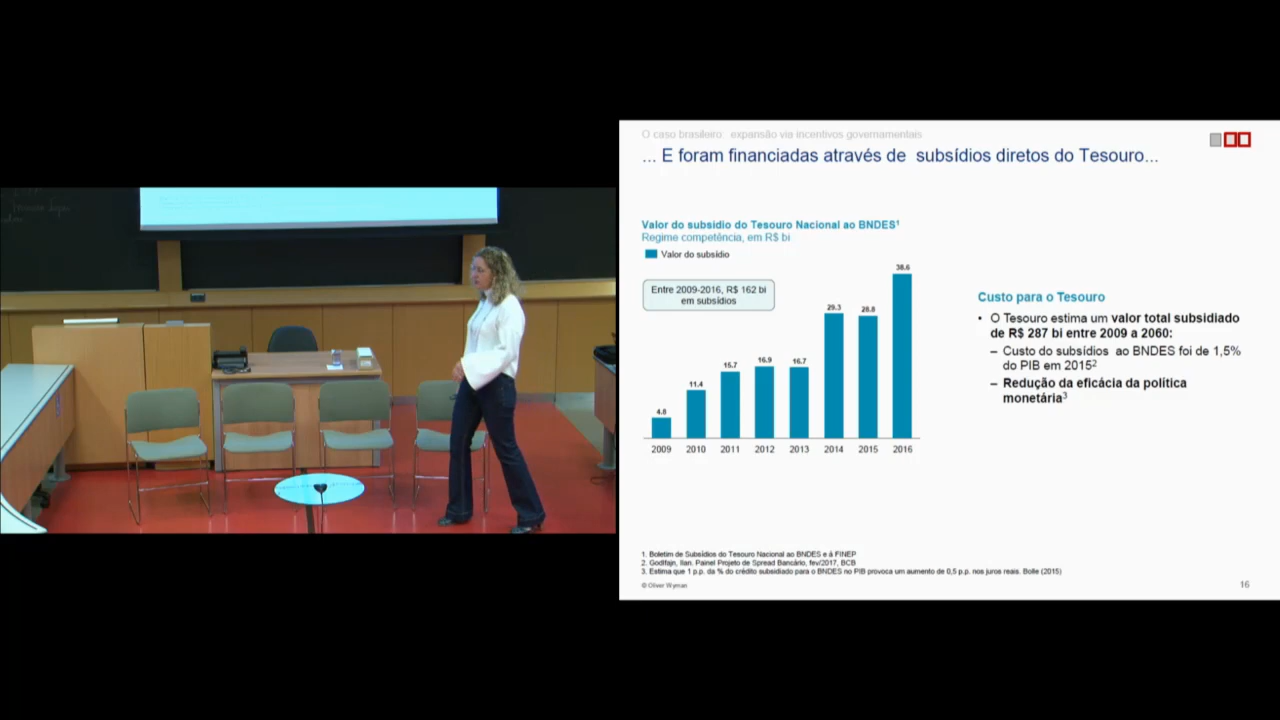 O caso brasileiro: expansão via incentivos governamentais
... E foram financiadas através de subsídios diretos do Tesouro...
Valor do subsídio do Tesouro Nacional ao BNDES¹
Regime competência, em R$ bi
Valor do subsídio
Entre 2009-2016, R$ 162 bi
em subsídios
4.8
11.4
15.7
16.9
16.7
29.3
28.8
38.6
2009 2010 2011 2012 2013 2014 2015 2016
Custo para o Tesouro
• O Tesouro estima um valor total subsidiado
de R$ 287 bi entre 2009 a 2060:
– Custo do subsídios ao BNDES foi de 1,5%
do PIB em 2015²
– Redução da eficácia da política
monetária³
1. Boletim de Subsídios do Tesouro Nacional ao BNDES e á FINEP
2. Godlfajn, Ilan. Painel Projeto de Spread Bancário, fev/2017, BCB
3. Estima que 1 p.p. da % do crédito subsidiado para o BNDES no PIB provoca um aumento de 0,5 p.p. nos juros reais. Bolle (2015)
© Oliver Wyman
16